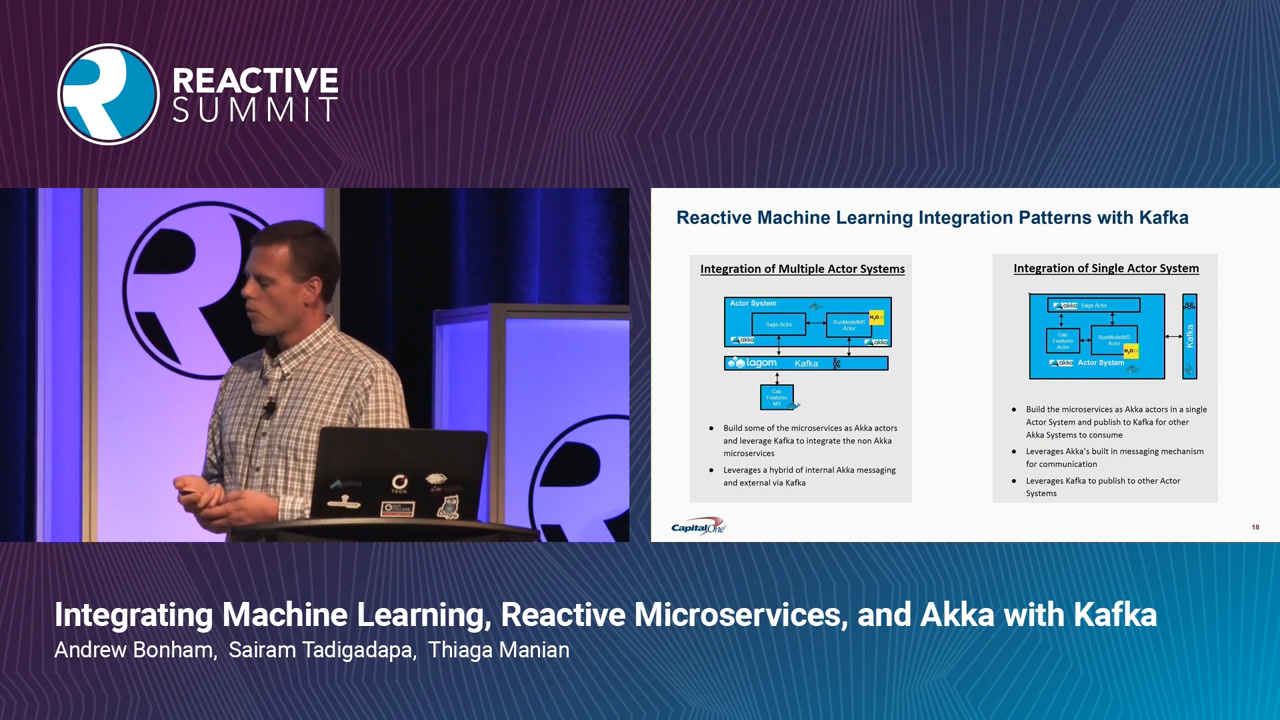 REACTIVE
SUMMIT
Reactive Machine Learning Integration Patterns with Kafka
Integration of Multiple Actor Systems
Actor System
Saga Actor
RunModelMS
Actor
H₂O
akka
akka
lagom
Kafka
Calc
Features
MS
● Build some of the microservices as Akka actors
and leverage Kafka to integrate the non Akka
microservices
● Leverages a hybrid of internal Akka messaging
and external via Kafka
Integration of Single Actor System
akka Saga Actor
Calc
Features
Actor
RunModelMS
Actor
H₂O
akka Actor System
Kafka
● Build the microservices as Akka actors in a single
Actor System and publish to Kafka for other
Akka Systems to consume
● Leverages Akka's built in messaging mechanism
for communication
● Leverages Kafka to publish to other Actor
Systems
Capital One
18
TECH
Integrating Machine Learning, Reactive Microservices, and Akka with Kafka
Andrew Bonham, Sairam Tadigadapa, Thiaga Manian